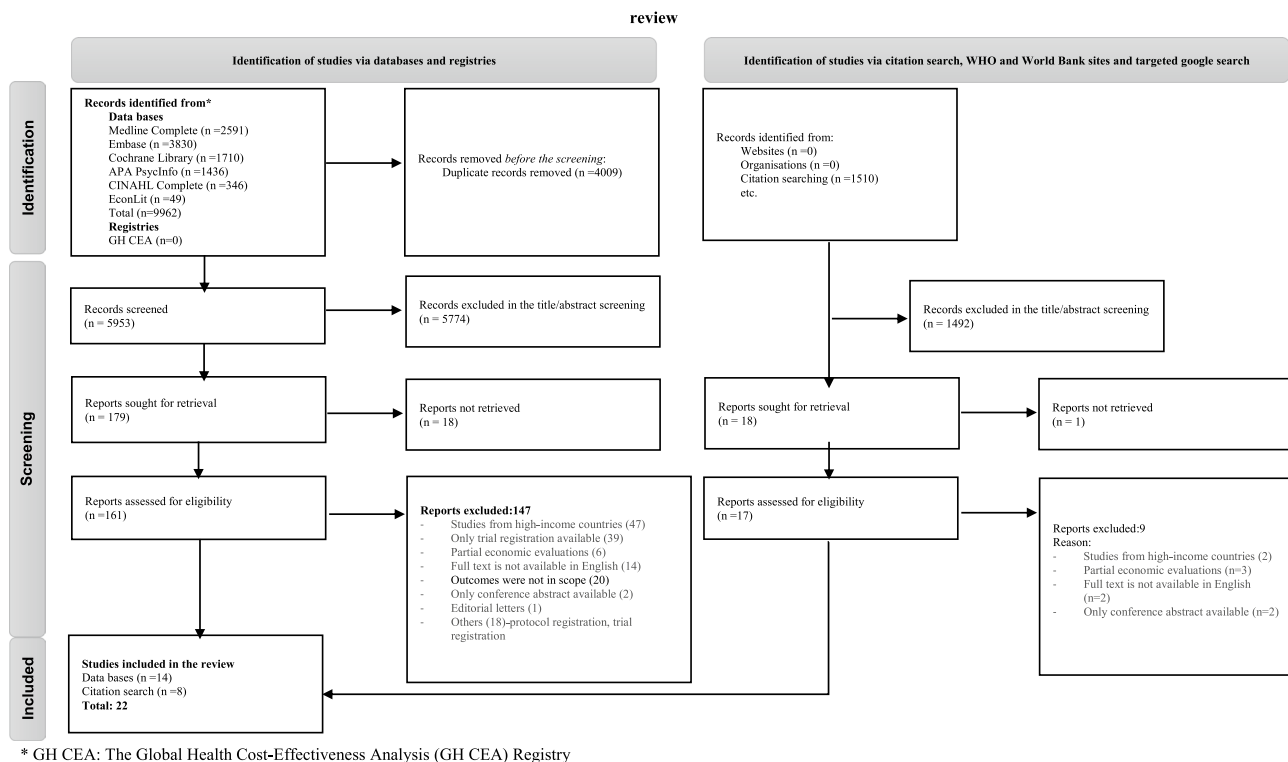 review
Identification of studies via databases and registries
Identification of studies via citation search, WHO and World Bank sites and targeted google search
Identification
Records identified from*
Data bases
Medline Complete (n =2591)
Embase (n =3830)
Cochrane Library (n =1710)
APA PsycInfo (n =1436)
CINAHL Complete (n =346)
EconLit (n =49)
Total (n=9962)
Registries
GH CEA (n=0)
Records removed before the screening:
Duplicate records removed (n =4009)
Records identified from:
Websites (n =0)
Organisations (n =0)
Citation searching (n =1510)
etc.
Screening
Records screened
(n = 5953)
Records excluded in the title/abstract screening
(n = 5774)
Records excluded in the title/abstract screening
(n = 1492)
Reports sought for retrieval
(n = 179)
Reports not retrieved
(n = 18)
Reports sought for retrieval
(n = 18)
Reports not retrieved
(n = 1)
Reports assessed for eligibility
(n =161)
Reports excluded:147
- Studies from high-income countries (47)
- Only trial registration available (39)
- Partial economic evaluations (6)
- Full text is not available in English (14)
- Outcomes were not in scope (20)
- Only conference abstract available (2)
- Editorial letters (1)
- Others (18)-protocol registration, trial
registration
Reports assessed for eligibility
(n =17)
Reports excluded:9
Reason:
- Studies from high-income countries (2)
- Partial economic evaluations (n=3)
- Full text is not available in English
(n=2)
- Only conference abstract available (n=2)
Included
Studies included in the review
Data bases (n =14)
Citation search (n =8)
Total: 22
* GH CEA: The Global Health Cost-Effectiveness Analysis (GH CEA) Registry